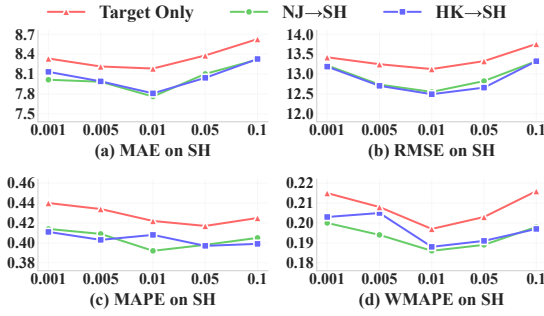 Target Only NJ→SH HK→SH
8.7
8.4
8.1
7.8
7.5
0.001 0.005 0.01 0.05 0.1
(a) MAE on SH
14.0
13.5
13.0
12.5
12.0
0.001 0.005 0.01 0.05 0.1
(b) RMSE on SH
0.46
0.44
0.42
0.40
0.38
0.001 0.005 0.01 0.05 0.1
(c) MAPE on SH
0.22
0.21
0.20
0.19
0.18
0.001 0.005 0.01 0.05 0.1
(d) WMAPE on SH